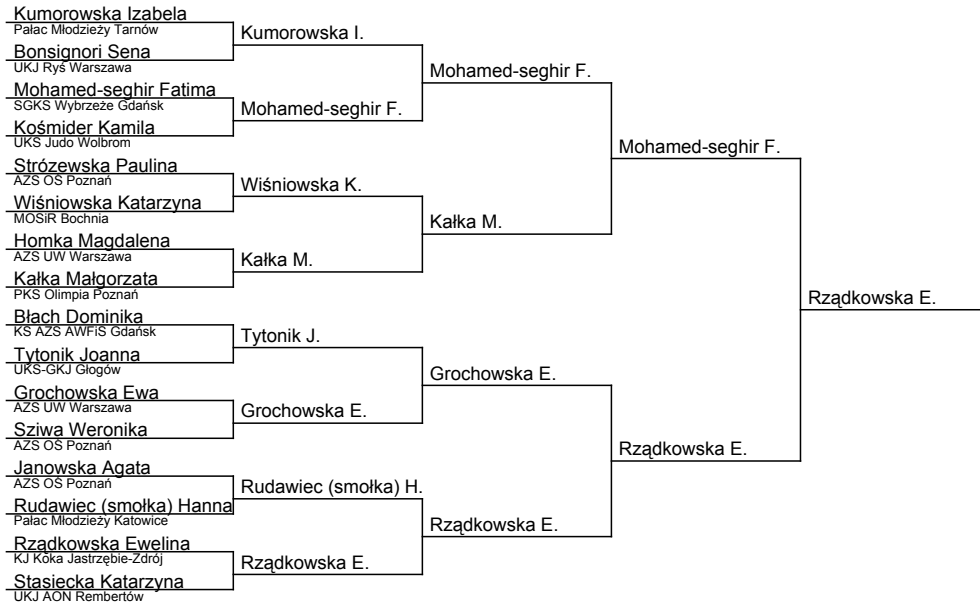 Kumorowska Izabela
Pałac Młodzieży Tarnów
Bonsignori Sena
UKJ Ryś Warszawa
Mohamed-seghir Fatima
SGKS Wybrzeże Gdańsk
Kośmider Kamila
UKS Judo Wolbrom
Strózewska Paulina
AZS OŚ Poznań
Wiśniowska Katarzyna
MOSiR Bochnia
Homka Magdalena
AZS UW Warszawa
Kałka Małgorzata
PKS Olimpia Poznań
Błach Dominika
KS AZS AWFiS Gdańsk
Tytonik Joanna
UKS-GKJ Głogów
Grochowska Ewa
AZS UW Warszawa
Sziwa Weronika
AZS OŚ Poznań
Janowska Agata
AZS OŚ Poznań
Rudawiec (smołka) Hanna
Pałac Młodzieży Katowice
Rządkowska Ewelina
KJ Koka Jastrzębie-Zdrój
Stasiecka Katarzyna
UKJ AON Rembertów
Kumorowska I.
Mohamed-seghir F.
Wiśniowska K.
Kałka M.
Tytonik J.
Grochowska E.
Rudawiec (smołka) H.
Rządkowska E.
Mohamed-seghir F.
Kałka M.
Grochowska E.
Rządkowska E.
Mohamed-seghir F.
Rządkowska E.
Rządkowska E.